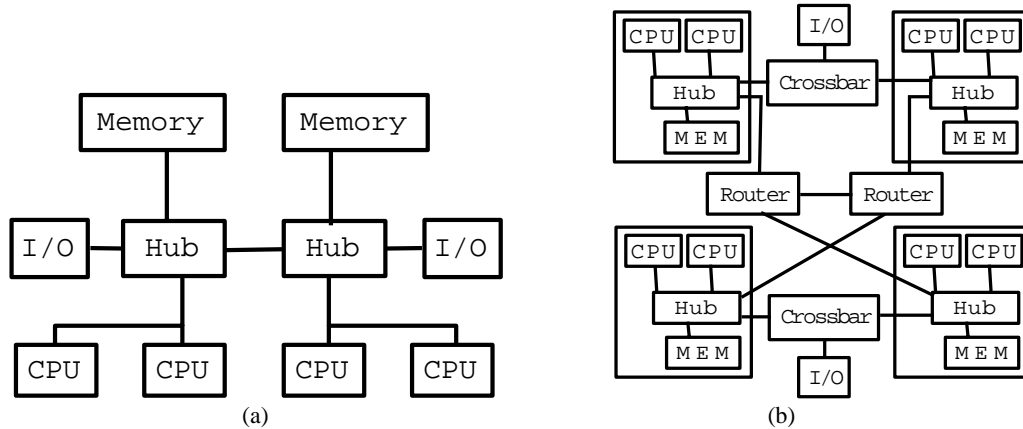 Memory Memory
I/O Hub Hub I/O
CPU CPU CPU CPU
(a)
I/O
CPU CPU CPU CPU
Crossbar
Hub Hub
MEM MEM
Router Router
CPU CPU CPU CPU
Hub Hub
Crossbar
MEM MEM
I/O
(b)